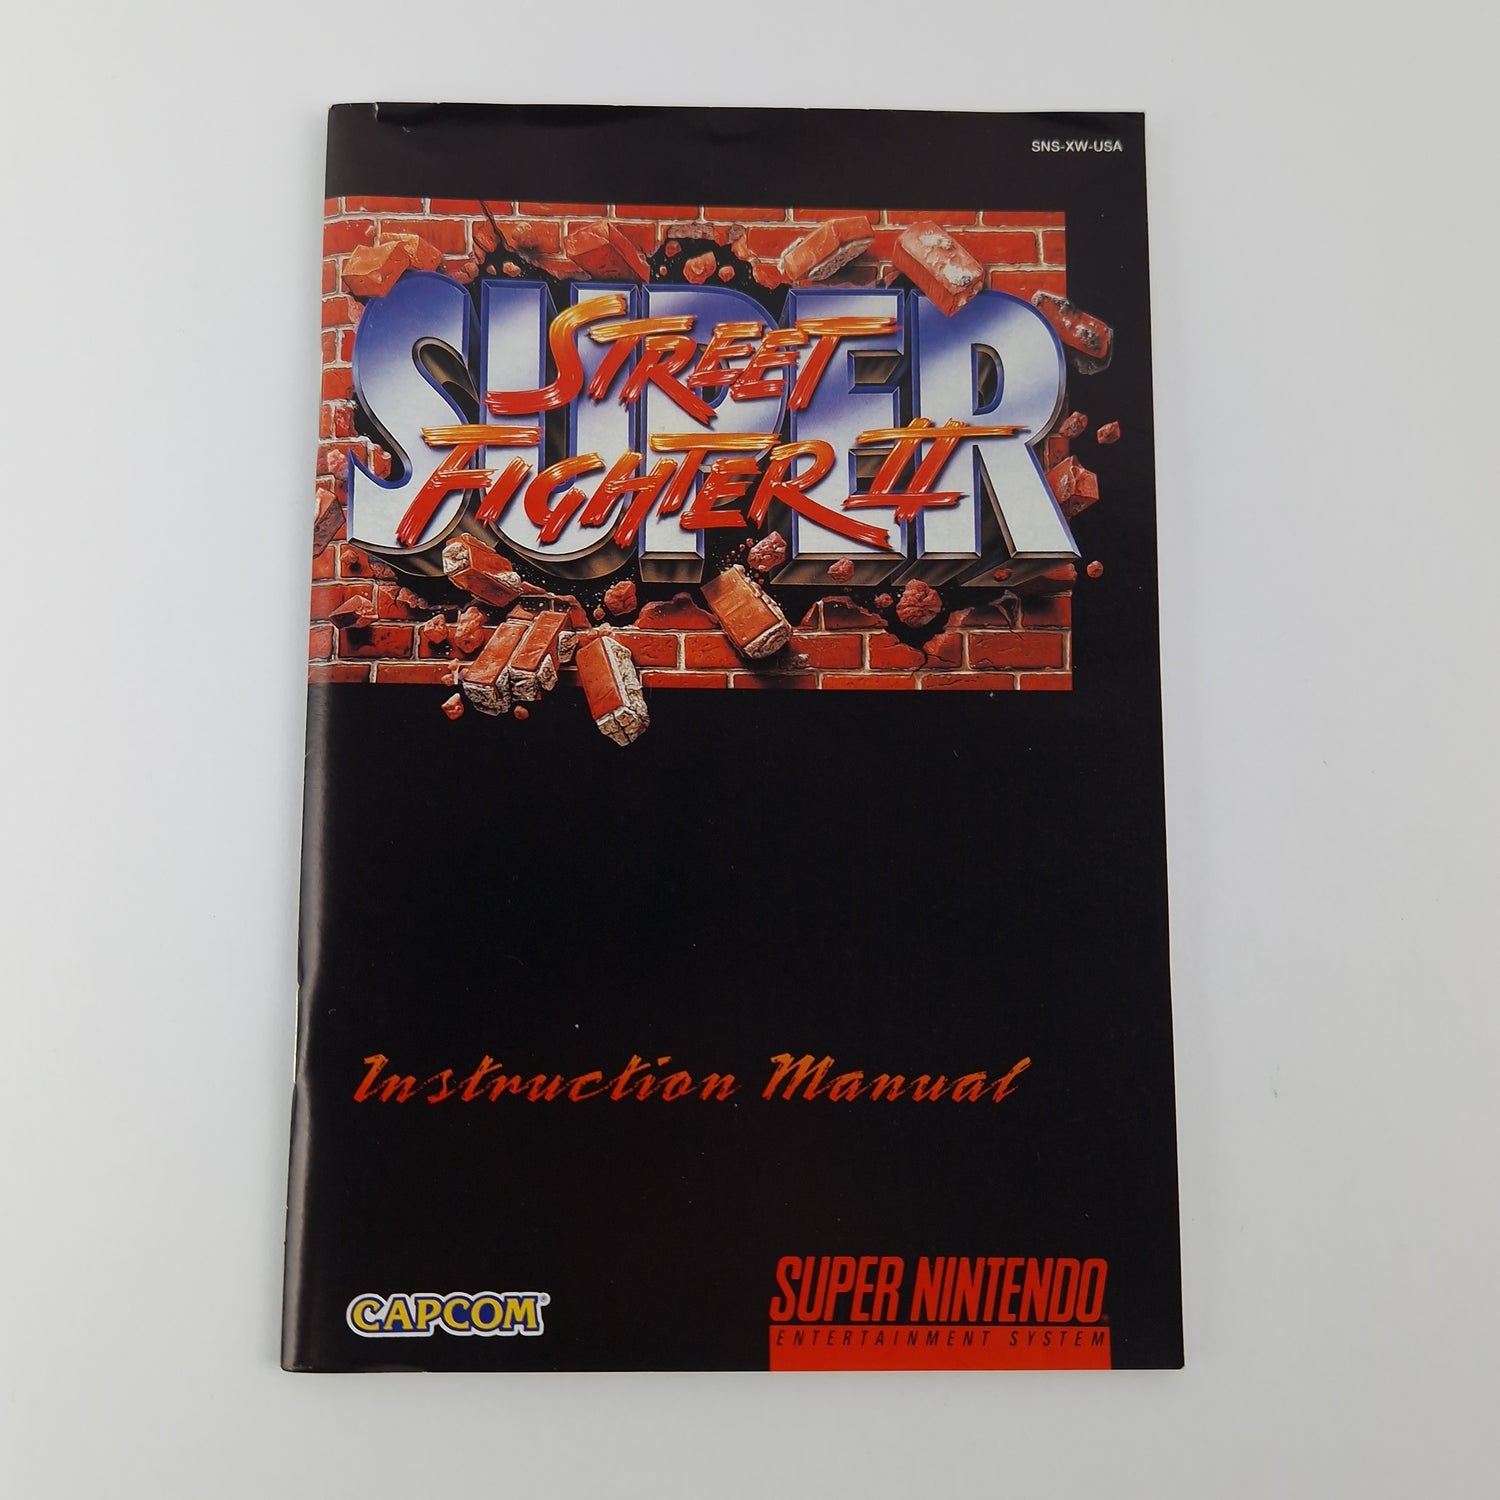 SNS-XW-USA
SUPER
STREET
FIGHTER II
Instruction Manual
CAPCOM®
SUPER NINTENDO
ENTERTAINMENT SYSTEM